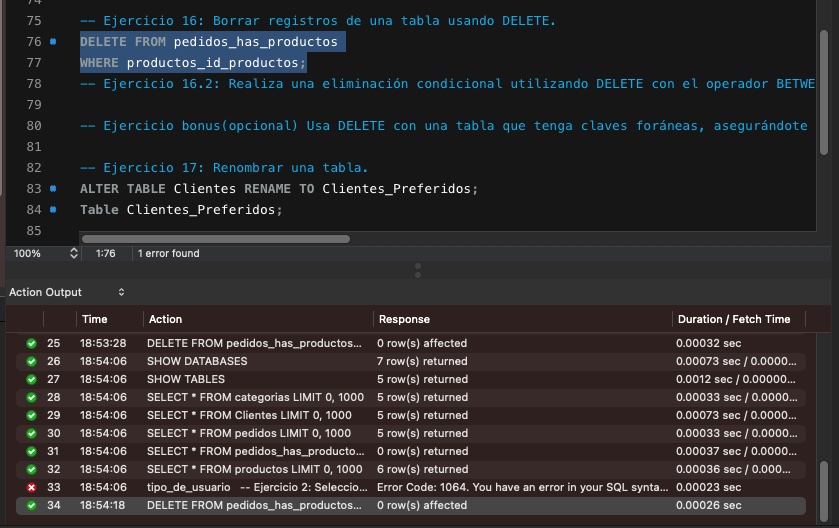 74
75 -- Ejercicio 16: Borrar registros de una tabla usando DELETE.
76 DELETE FROM pedidos_has_productos
77 WHERE productos_id_productos;
78 -- Ejercicio 16.2: Realiza una eliminación condicional utilizando DELETE con el operador BETWE
79
80 -- Ejercicio bonus(opcional) Usa DELETE con una tabla que tenga claves foráneas, asegurándote
81
82 -- Ejercicio 17: Renombrar una tabla.
83 ALTER TABLE Clientes RENAME TO Clientes_Preferidos;
84 Table Clientes_Preferidos;
85
100% 1:76 1 error found
Action Output
Time Action Response Duration / Fetch Time
25 18:53:28 DELETE FROM pedidos_has_productos... 0 row(s) affected 0.00032 sec
26 18:54:06 SHOW DATABASES 7 row(s) returned 0.00073 sec / 0.0000...
27 18:54:06 SHOW TABLES 5 row(s) returned 0.0012 sec / 0.00000...
28 18:54:06 SELECT * FROM categorias LIMIT 0, 1000 5 row(s) returned 0.00033 sec / 0.0000...
29 18:54:06 SELECT * FROM Clientes LIMIT 0, 1000 5 row(s) returned 0.00073 sec / 0.0000...
30 18:54:06 SELECT * FROM pedidos LIMIT 0, 1000 5 row(s) returned 0.00033 sec / 0.0000...
31 18:54:06 SELECT * FROM pedidos_has_producto... 0 row(s) returned 0.00037 sec / 0.0000...
32 18:54:06 SELECT * FROM productos LIMIT 0, 1000 6 row(s) returned 0.00036 sec / 0.000...
33 18:54:06 tipo_de_usuario -- Ejercicio 2: Seleccio... Error Code: 1064. You have an error in your SQL synta... 0.00023 sec
34 18:54:18 DELETE FROM pedidos_has_productos... 0 row(s) affected 0.00026 sec